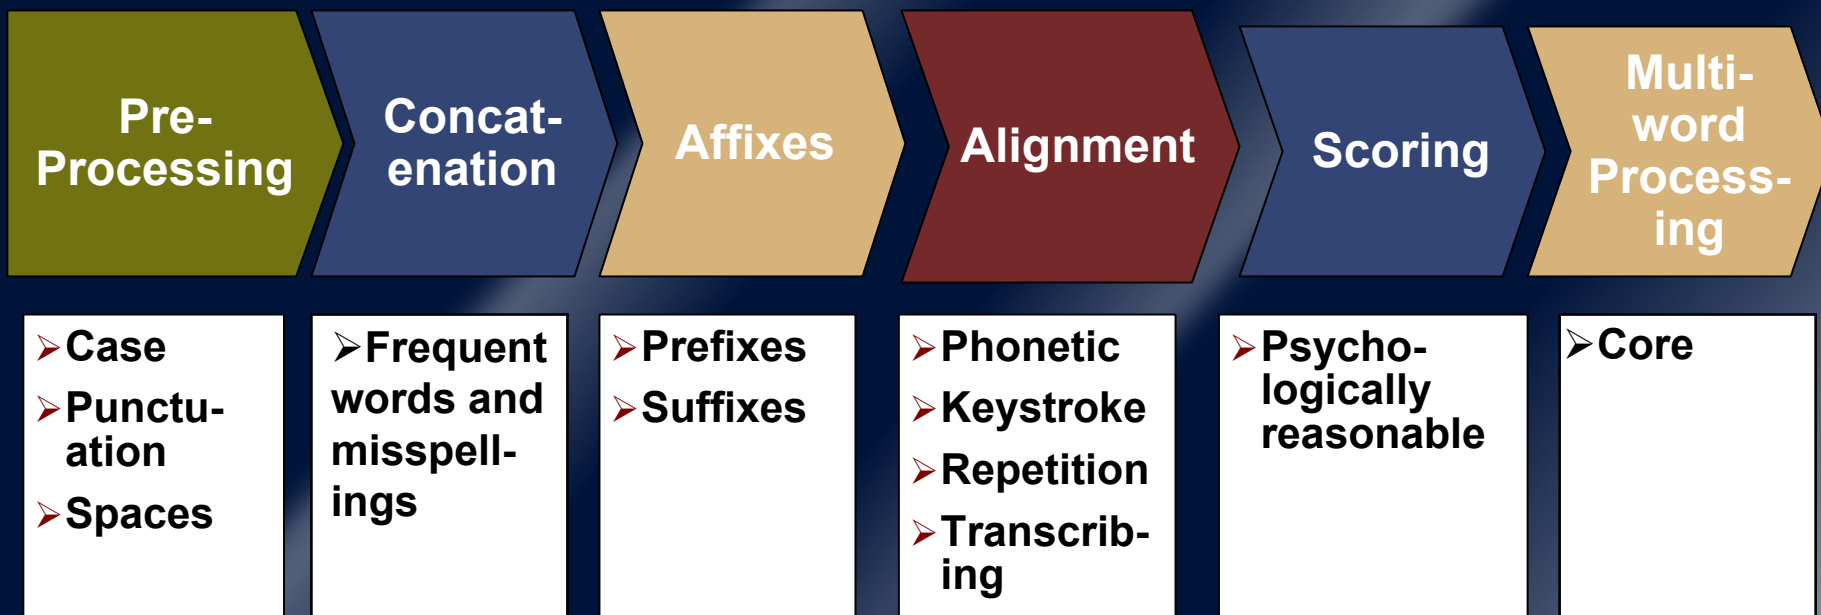 Pre-
Processing
Concat-
enation
Affixes
Alignment
Scoring
Multi-
word
Process-
ing
➢Case
➢Punctu-
ation
➢Spaces
➢Frequent
words and
misspell-
ings
➢Prefixes
➢Suffixes
➢Phonetic
➢Keystroke
➢Repetition
➢Transcrib-
ing
➢Psycho-
logically
reasonable
➢Core